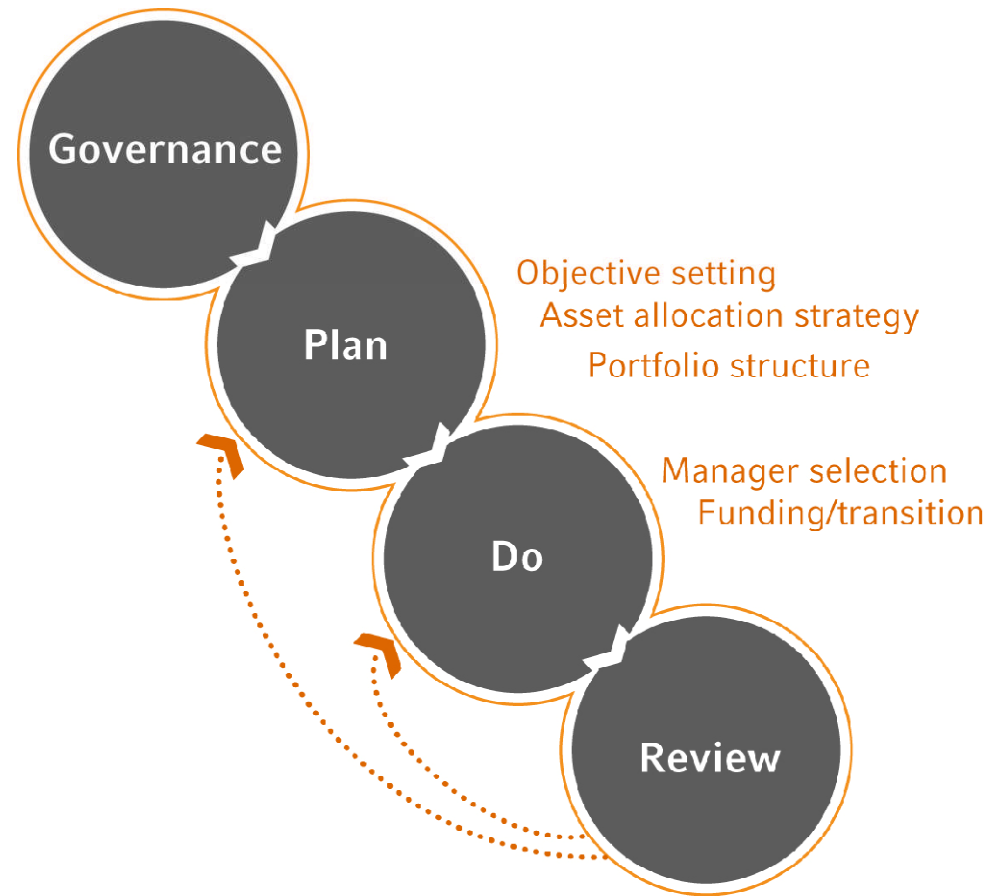 Governance
Plan
Objective setting
Asset allocation strategy
Portfolio structure
Do
Manager selection
Funding/transition
Review